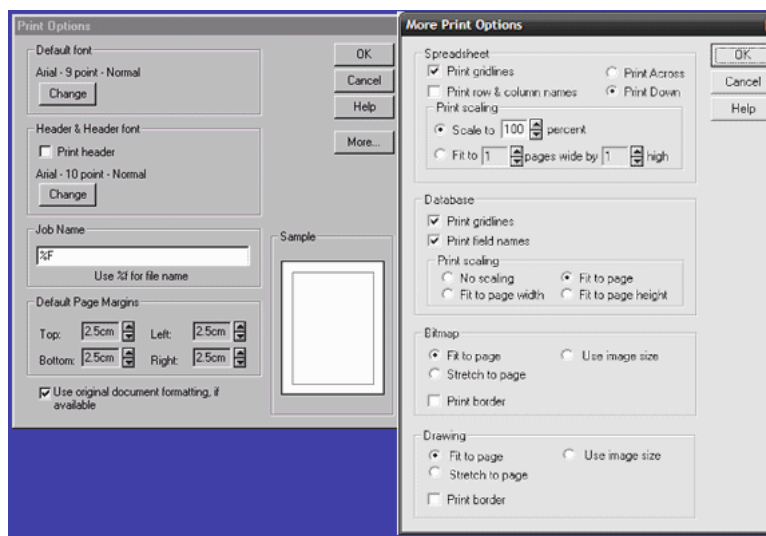 Print Options
Default font
Arial - 9 point - Normal
Change
OK
Cancel
Help
More...
Header & Header font
Print header
Arial - 10 point - Normal
Change
Job Name
%F
Use %f for file name
Default Page Margins
Top: 2.5cm Left: 2.5cm
Bottom: 2.5cm Right: 2.5cm
Use original document formatting, if
available
Sample
More Print Options
Spreadsheet
Print gridlines Print Across
Print row & column names Print Down
Print scaling
Scale to 100 percent
Fit to 1 pages wide by 1 high
OK
Cancel
Help
Database
Print gridlines
Print field names
Print scaling
No scaling Fit to page
Fit to page width Fit to page height
Bitmap
Fit to page Use image size
Stretch to page
Print border
Drawing
Fit to page Use image size
Stretch to page
Print border